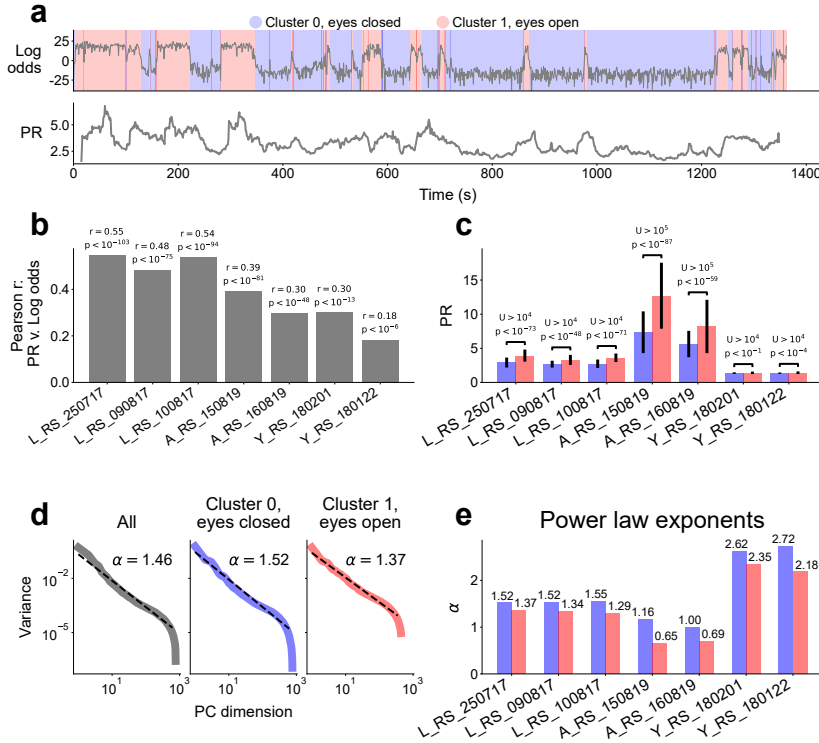 a
Cluster 0, eyes closed
Cluster 1, eyes open
Log
odds
25
0
−25
PR
5.0
2.5
0
200
400
600
800
1000
1200
1400
Time (s)
b
Pearson r:
PR v. Log odds
0.4
0.2
0.0
r = 0.55
p < 10^−103
r = 0.48
p < 10^−75
r = 0.54
p < 10^−94
r = 0.39
p < 10^−81
r = 0.30
p < 10^−48
r = 0.30
p < 10^−13
r = 0.18
p < 10^−6
L_RS_250717
L_RS_090817
L_RS_100817
A_RS_150819
A_RS_160819
Y_RS_180201
Y_RS_180122
c
PR
15
10
5
0
U > 10^4
p < 10^−73
U > 10^4
p < 10^−48
U > 10^4
p < 10^−71
U > 10^5
p < 10^−87
U > 10^5
p < 10^−59
U > 10^4
p < 10^−1
U > 10^4
p < 10^−4
L_RS_250717
L_RS_090817
L_RS_100817
A_RS_150819
A_RS_160819
Y_RS_180201
Y_RS_180122
d
All
Cluster 0,
eyes closed
Cluster 1,
eyes open
α = 1.46
α = 1.52
α = 1.37
Variance
10^−2
10^−5
10^1
10^3
10^1
10^3
10^1
10^3
PC dimension
e
Power law exponents
α
2
1
0
1.52
1.37
1.52
1.34
1.55
1.29
1.16
0.65
1.00
0.69
2.62
2.35
2.72
2.18
L_RS_250717
L_RS_090817
L_RS_100817
A_RS_150819
A_RS_160819
Y_RS_180201
Y_RS_180122